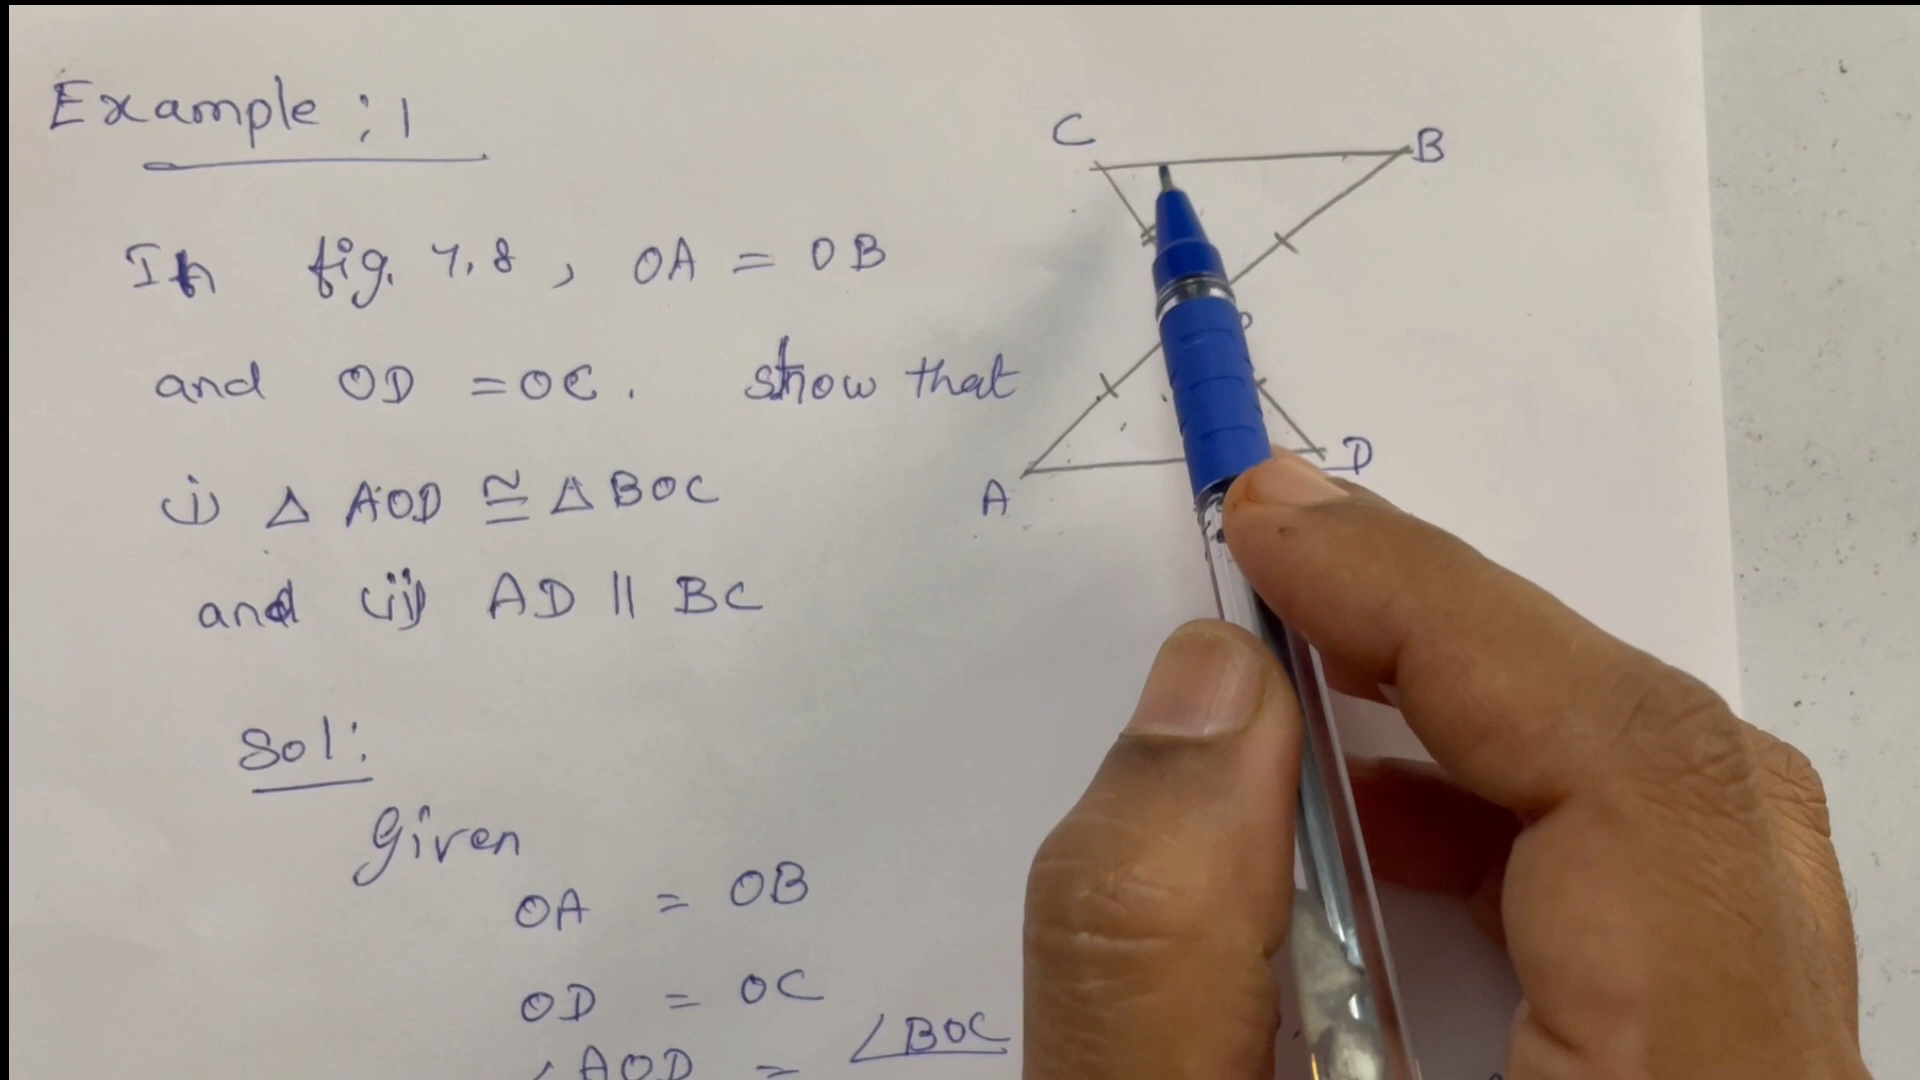 Example : 1
In fig. 7.8, OA = OB
and OD = OC. show that
(i) △ AOD ≅ △ BOC
and (ii) AD || BC
Sol:
Given
OA = OB
OD = OC
∠AOD = ∠BOC
C
B
A
D